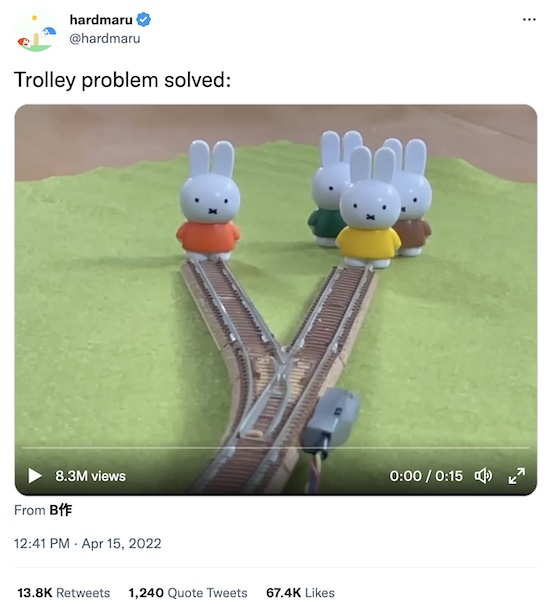 hardmaru
@hardmaru
Trolley problem solved:
8.3M views
0:00 / 0:15
From B作
12:41 PM · Apr 15, 2022
13.8K Retweets 1,240 Quote Tweets 67.4K Likes